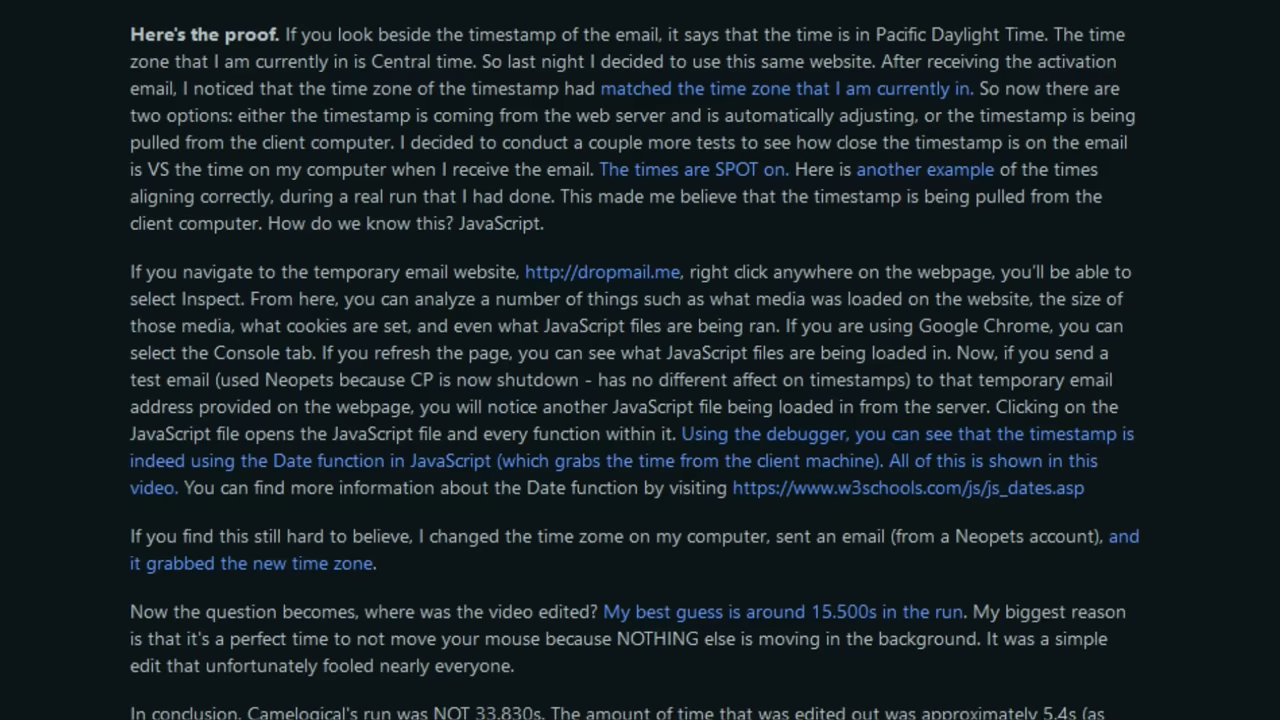 Here's the proof. If you look beside the timestamp of the email, it says that the time is in Pacific Daylight Time. The time
zone that I am currently in is Central time. So last night I decided to use this same website. After receiving the activation
email, I noticed that the time zone of the timestamp had matched the time zone that I am currently in. So now there are
two options: either the timestamp is coming from the web server and is automatically adjusting, or the timestamp is being
pulled from the client computer. I decided to conduct a couple more tests to see how close the timestamp is on the email
is VS the time on my computer when I receive the email. The times are SPOT on. Here is another example of the times
aligning correctly, during a real run that I had done. This made me believe that the timestamp is being pulled from the
client computer. How do we know this? JavaScript.
If you navigate to the temporary email website, http://dropmail.me, right click anywhere on the webpage, you'll be able to
select Inspect. From here, you can analyze a number of things such as what media was loaded on the website, the size of
those media, what cookies are set, and even what JavaScript files are being ran. If you are using Google Chrome, you can
select the Console tab. If you refresh the page, you can see what JavaScript files are being loaded in. Now, if you send a
test email (used Neopets because CP is now shutdown - has no different affect on timestamps) to that temporary email
address provided on the webpage, you will notice another JavaScript file being loaded in from the server. Clicking on the
JavaScript file opens the JavaScript file and every function within it. Using the debugger, you can see that the timestamp is
indeed using the Date function in JavaScript (which grabs the time from the client machine). All of this is shown in this
video. You can find more information about the Date function by visiting https://www.w3schools.com/js/js_dates.asp
If you find this still hard to believe, I changed the time zome on my computer, sent an email (from a Neopets account), and
it grabbed the new time zone.
Now the question becomes, where was the video edited? My best guess is around 15.500s in the run. My biggest reason
is that it's a perfect time to not move your mouse because NOTHING else is moving in the background. It was a simple
edit that unfortunately fooled nearly everyone.
In conclusion, Camelogical's run was NOT 33.830s. The amount of time that was edited out was approximately 5.4s (as